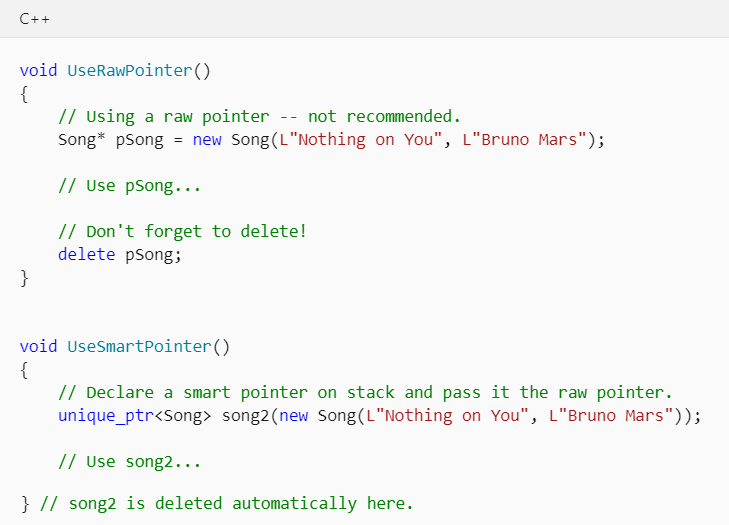 C++
void UseRawPointer()
{
    // Using a raw pointer -- not recommended.
    Song* pSong = new Song(L"Nothing on You", L"Bruno Mars");
    // Use pSong...
    // Don't forget to delete!
    delete pSong;
}
void UseSmartPointer()
{
    // Declare a smart pointer on stack and pass it the raw pointer.
    unique_ptr<Song> song2(new Song(L"Nothing on You", L"Bruno Mars"));
    // Use song2...
} // song2 is deleted automatically here.